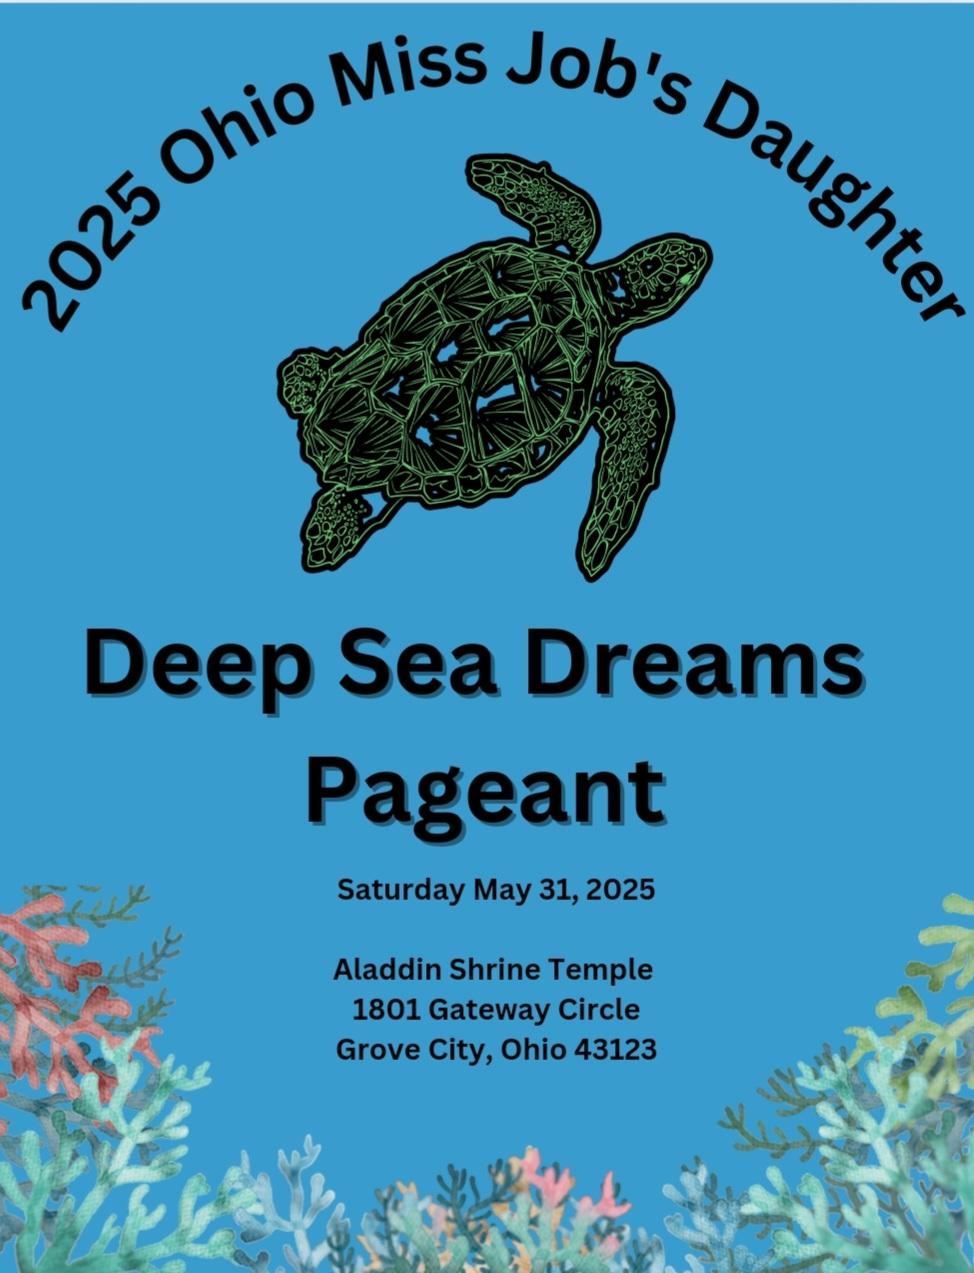 2025 Ohio Miss Job's Daughter
Deep Sea Dreams
Pageant
Saturday May 31, 2025
Aladdin Shrine Temple
1801 Gateway Circle
Grove City, Ohio 43123